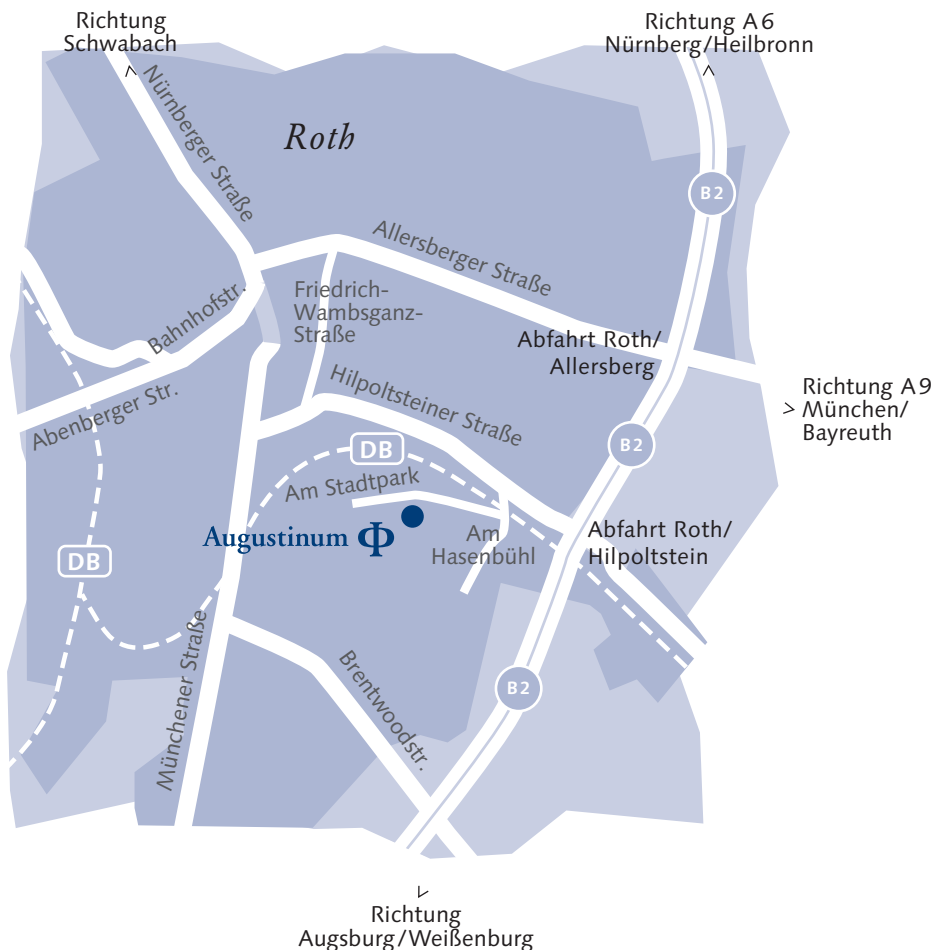 Richtung
Schwabach
Richtung A6
Nürnberg/Heilbronn
Nürnberger Straße
Roth
B2
Allersberger Straße
Friedrich-
Wambsganz-
Straße
Bahnhofstr.
Abfahrt Roth/
Allersberg
Richtung A9
München/
Bayreuth
Abenberger Str.
Hilpoltsteiner Straße
B2
DB
Am Stadtpark
Augustinum Φ
Am
Hasenbühl
Abfahrt Roth/
Hilpoltstein
DB
Münchener Straße
Brentwoodstr.
B2
Richtung
Augsburg/Weißenburg